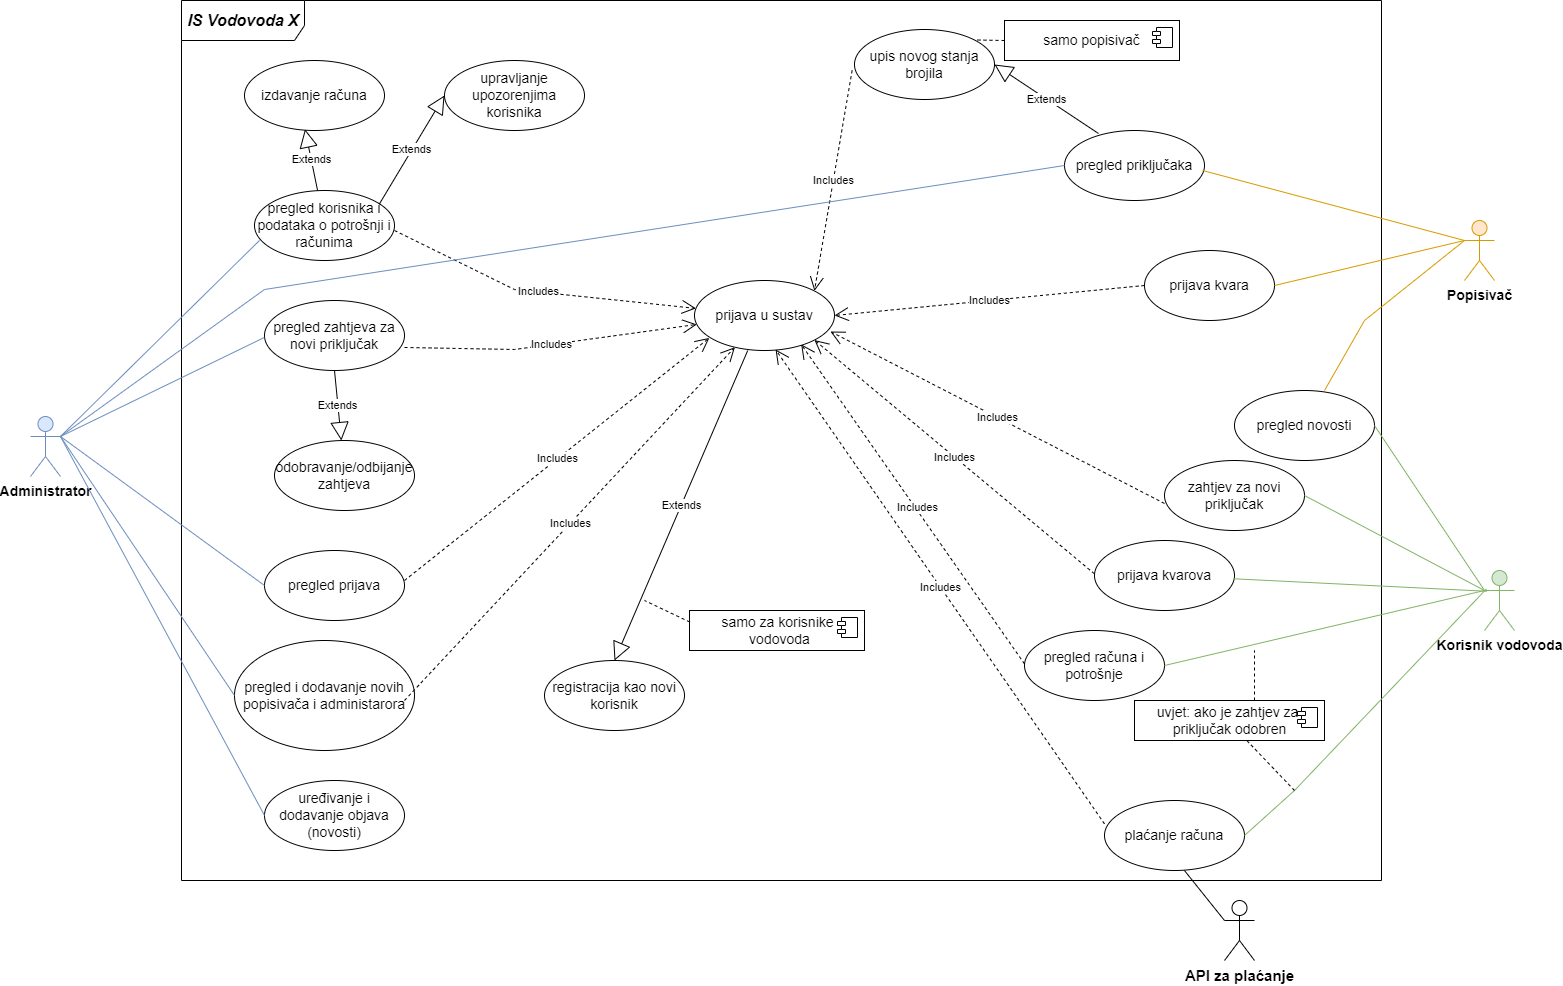 IS Vodovoda X
izdavanje računa
upravljanje
upozorenjima
korisnika
upis novog stanja
brojila
samo popisivač
Extends
Extends
Extends
pregled priključaka
Includes
pregled korisnika i
podataka o potrošnji i
računima
Popisivač
prijava kvara
Includes
Includes
prijava u sustav
pregled zahtjeva za
novi priključak
Includes
Extends
Includes
pregled novosti
Administrator
odobravanje/odbijanje
zahtjeva
Includes
Includes
zahtjev za novi
priključak
Extends
Includes
Includes
pregled prijava
Includes
prijava kvarova
samo za korisnike
vodovoda
Korisnik vodovoda
pregled računa i
potrošnje
pregled i dodavanje novih
popisivača i administarora
registracija kao novi
korisnik
uvjet: ako je zahtjev za
priključak odobren
uređivanje i
dodavanje objava
(novosti)
plaćanje računa
API za plaćanje